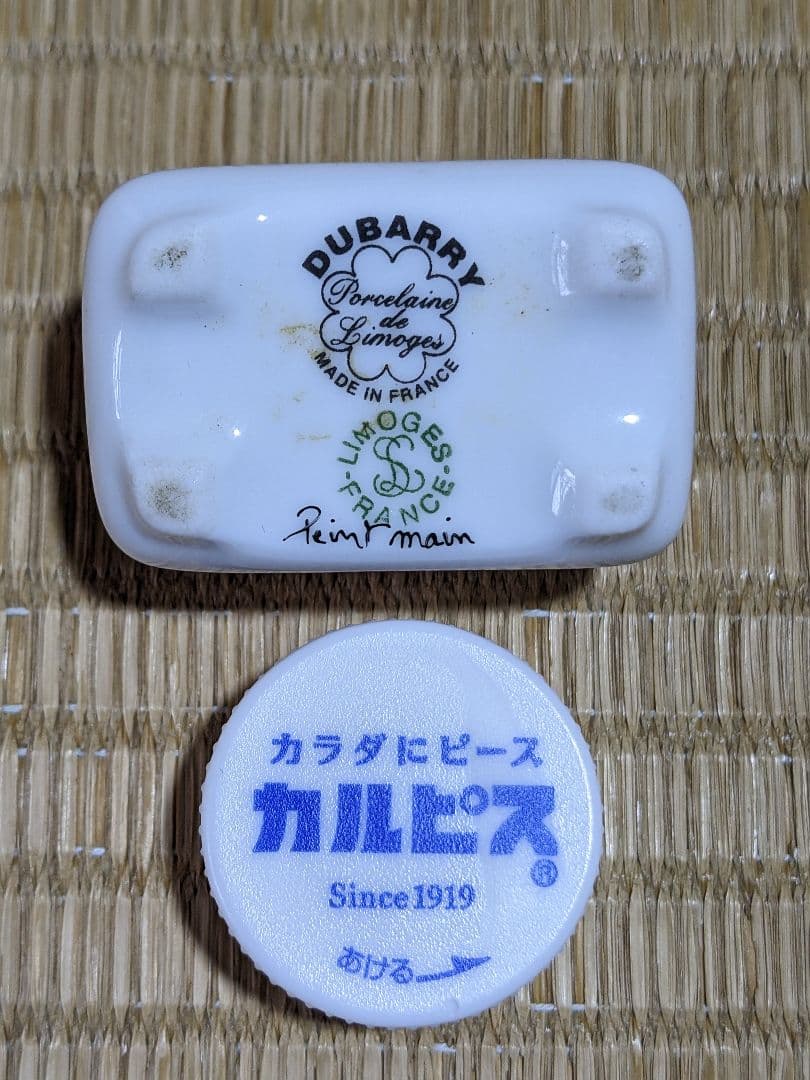 DUBARRY
Porcelaine
de
Limoges
MADE IN FRANCE
LIMOGES
SL
FRANCE
Peint main
カラダにピース
カルピス®
Since 1919
あける